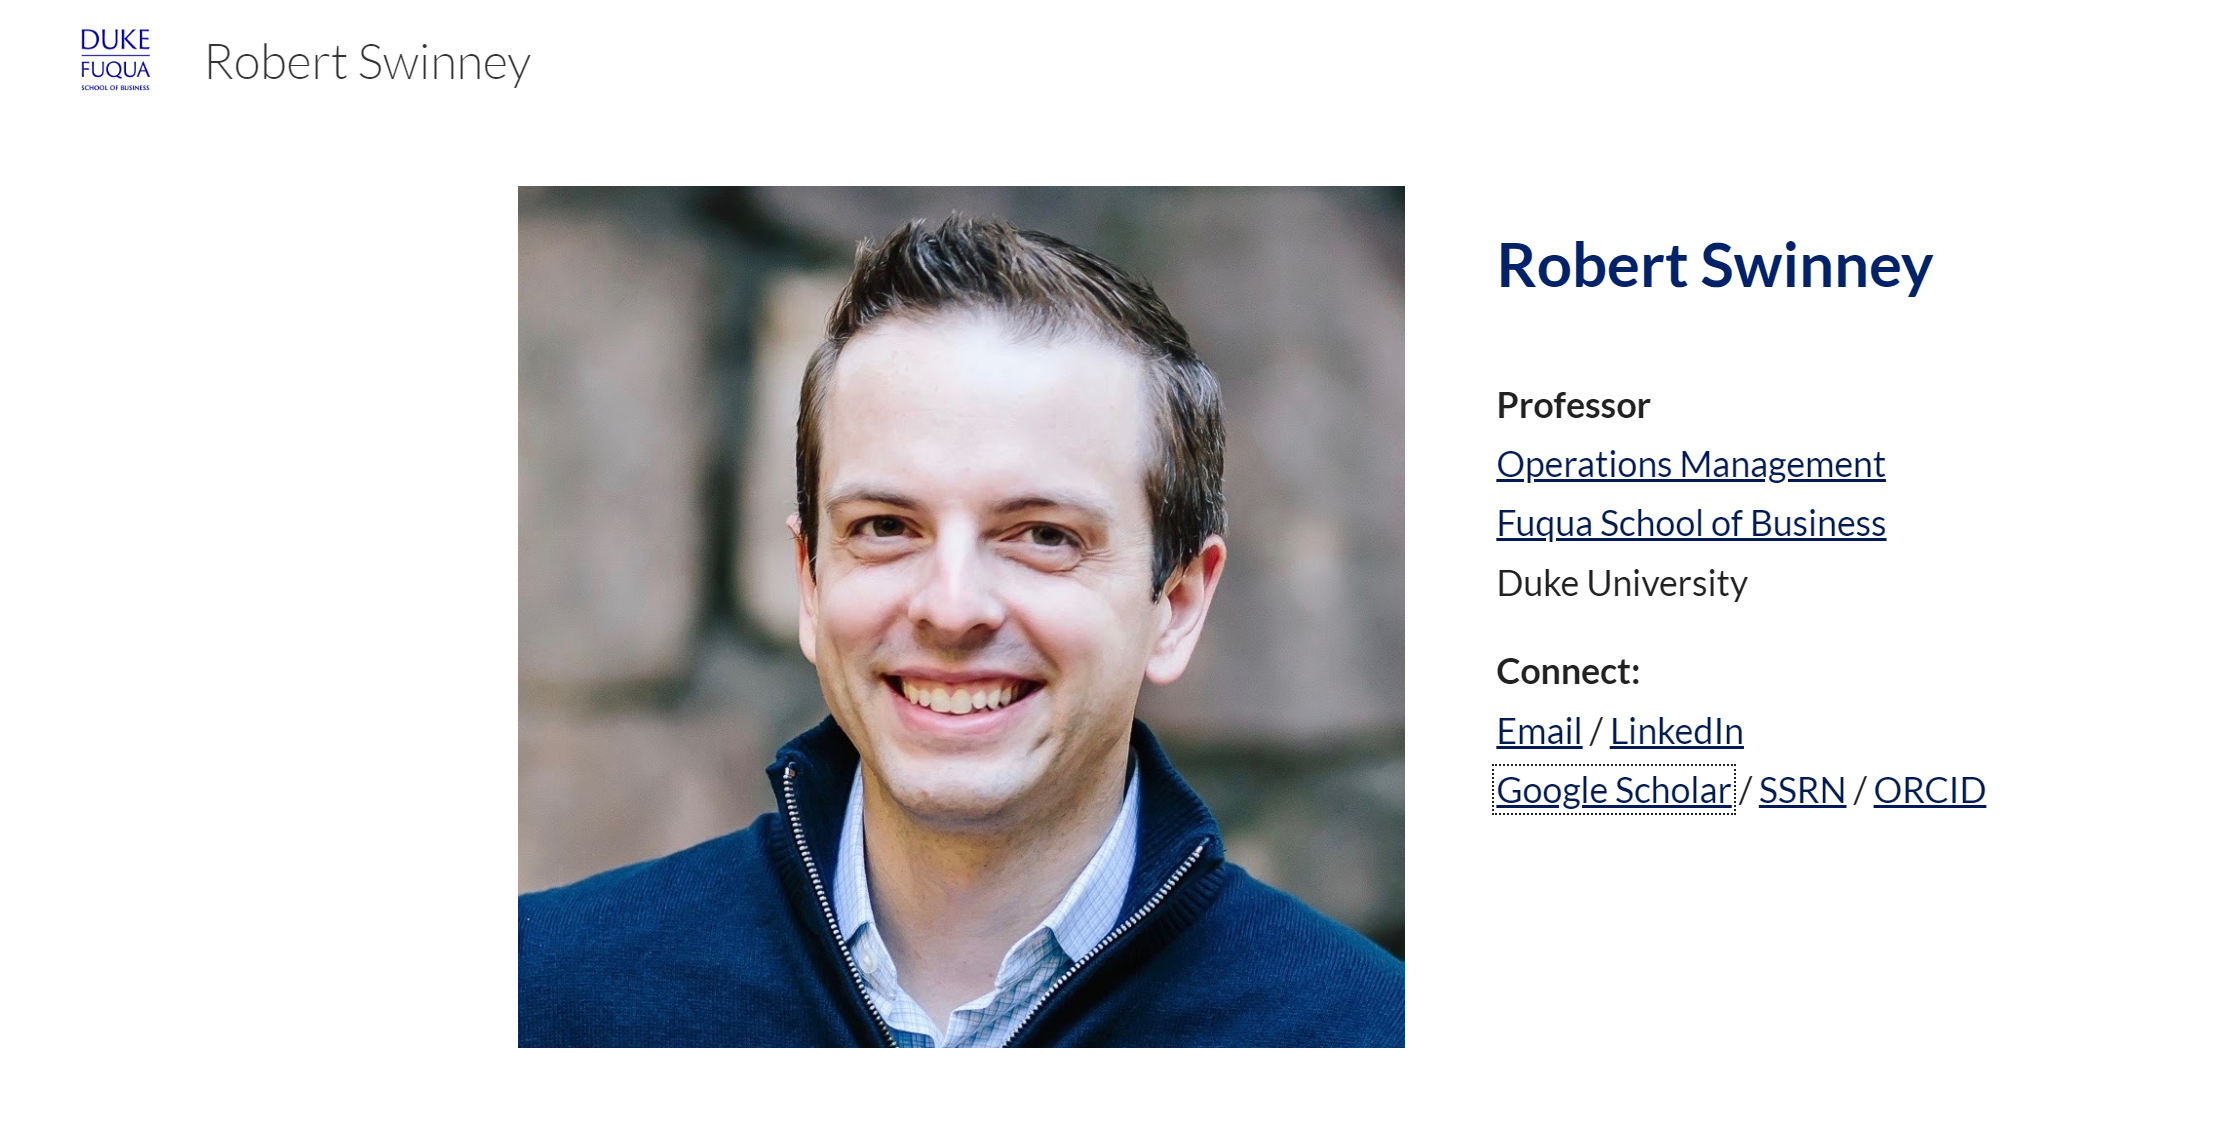 DUKE
FUQUA
SCHOOL OF BUSINESS
Robert Swinney
Robert Swinney
Professor
Operations Management
Fuqua School of Business
Duke University
Connect:
Email / LinkedIn
Google Scholar / SSRN / ORCID